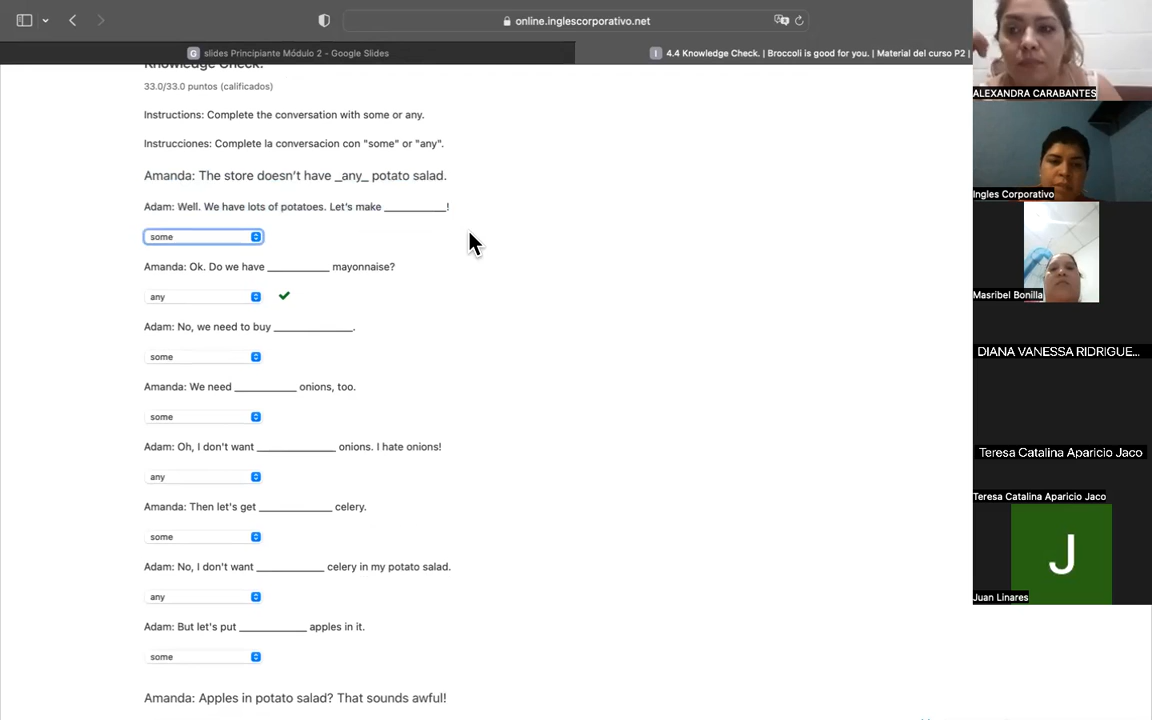 online.inglescorporativo.net
slides Principiante Módulo 2 - Google Slides
4.4 Knowledge Check. | Broccoli is good for you. | Material del curso P2 |
Knowledge Check.
33.0/33.0 puntos (calificados)
Instructions: Complete the conversation with some or any.
Instrucciones: Complete la conversacion con "some" or "any".
Amanda: The store doesn't have _any_ potato salad.
Adam: Well. We have lots of potatoes. Let's make ___________!
some
Amanda: Ok. Do we have ___________ mayonnaise?
any
Adam: No, we need to buy ______________.
some
Amanda: We need ___________ onions, too.
some
Adam: Oh, I don't want ______________ onions. I hate onions!
any
Amanda: Then let's get _____________ celery.
some
Adam: No, I don't want ____________ celery in my potato salad.
any
Adam: But let's put ____________ apples in it.
some
Amanda: Apples in potato salad? That sounds awful!
ALEXANDRA CARABANTES
Ingles Corporativo
Masribel Bonilla
DIANA VANESSA RIDRIGUE...
Teresa Catalina Aparicio Jaco
Teresa Catalina Aparicio Jaco
J
Juan Linares